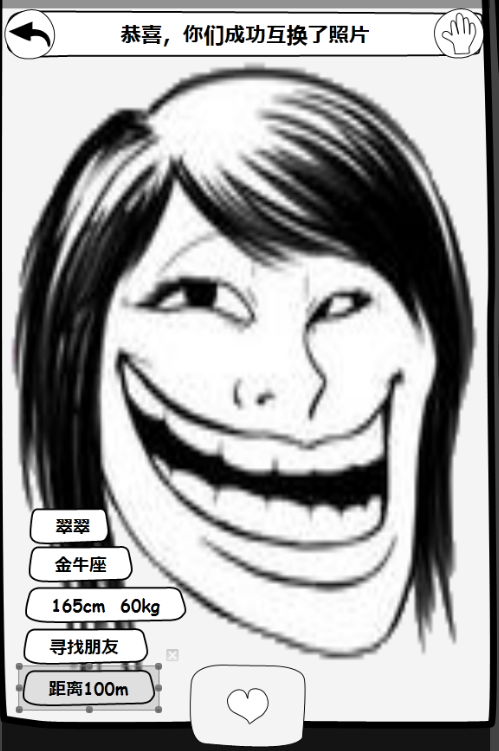 恭喜，你们成功互换了照片
翠翠
金牛座
165cm 60kg
寻找朋友
距离100m